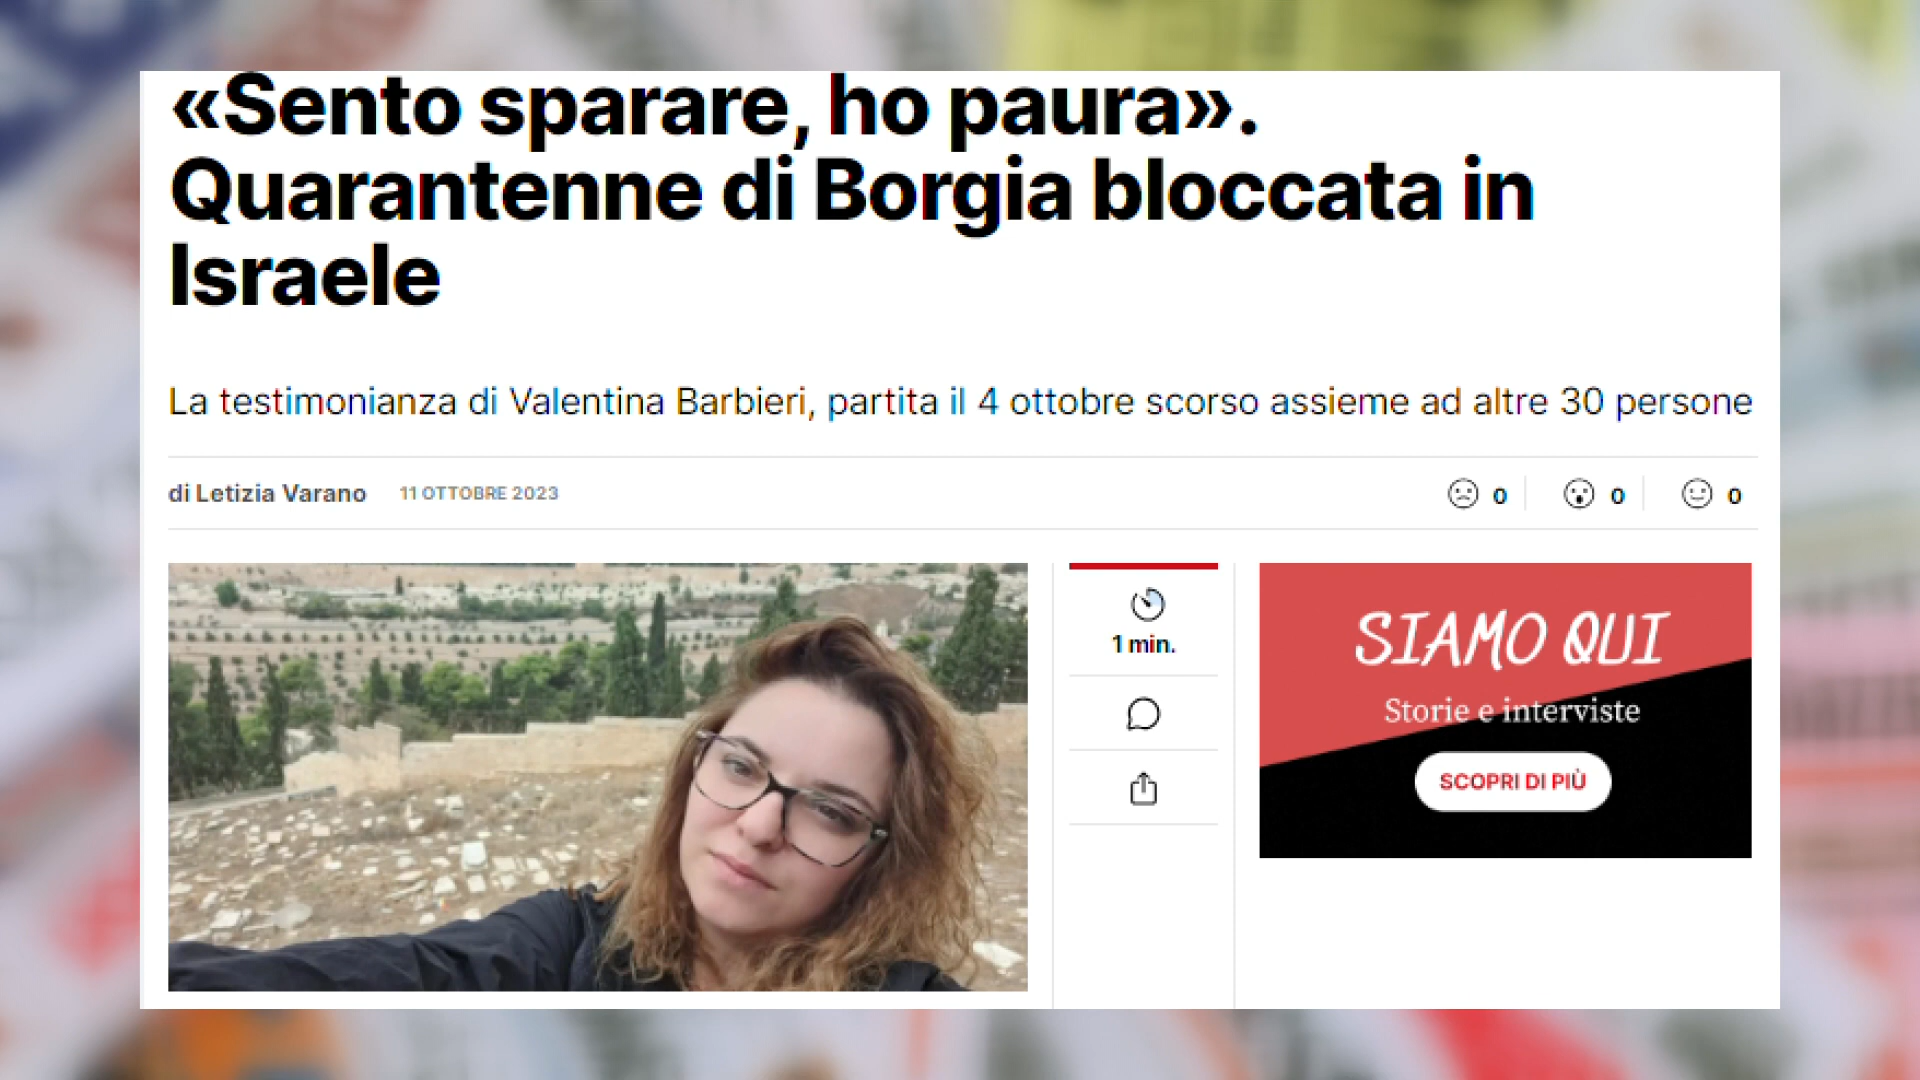 «Sento sparare, ho paura».
Quarantenne di Borgia bloccata in
Israele
La testimonianza di Valentina Barbieri, partita il 4 ottobre scorso assieme ad altre 30 persone
di Letizia Varano 11 OTTOBRE 2023
0 0 0
1 min.
SIAMO QUI
Storie e interviste
SCOPRI DI PIÙ